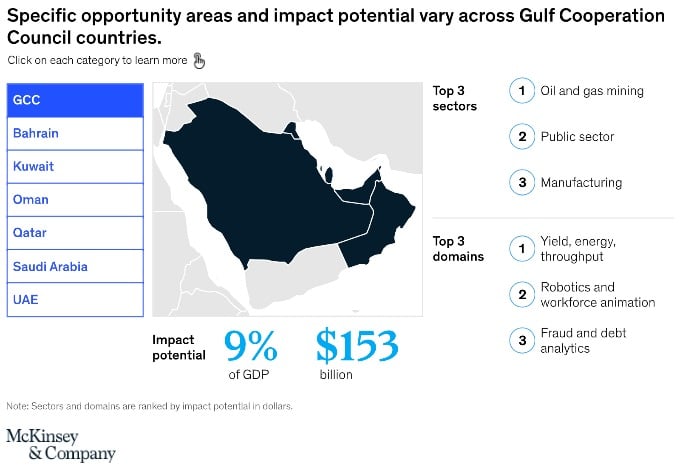 Specific opportunity areas and impact potential vary across Gulf Cooperation
Council countries.
Click on each category to learn more
GCC
Bahrain
Kuwait
Oman
Qatar
Saudi Arabia
UAE
Top 3
sectors
1 Oil and gas mining
2 Public sector
3 Manufacturing
Top 3
domains
1 Yield, energy,
throughput
2 Robotics and
workforce animation
3 Fraud and debt
analytics
Impact
potential
9%
of GDP
$153
billion
Note: Sectors and domains are ranked by impact potential in dollars.
McKinsey
& Company